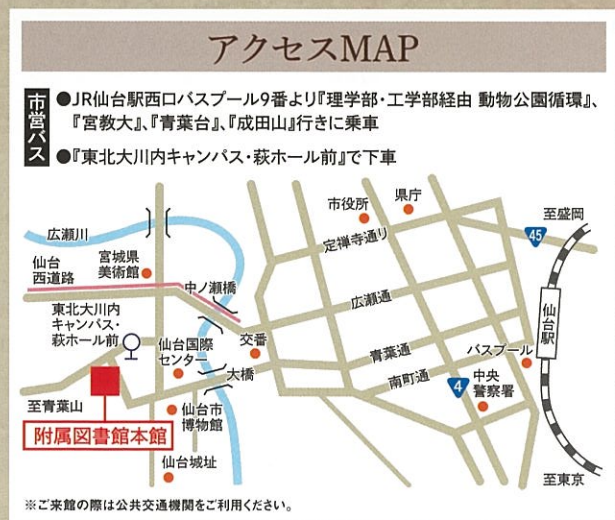 アクセスMAP
市営バス
●JR仙台駅西口バスプール9番より『理学部・工学部経由 動物公園循環』、
『宮教大』、『青葉台』、『成田山』行きに乗車
●『東北大川内キャンパス・萩ホール前』で下車
市役所
県庁
至盛岡
広瀬川
定禅寺通り
45
仙台
西道路
宮城県
美術館
中ノ瀬橋
広瀬通
仙台駅
東北大川内
キャンパス・
萩ホール前
仙台国際
センター
交番
青葉通
バスプール
大橋
南町通
4
中央
警察署
至青葉山
仙台市
博物館
附属図書館本館
仙台城址
至東京
※ご来館の際は公共交通機関をご利用ください。